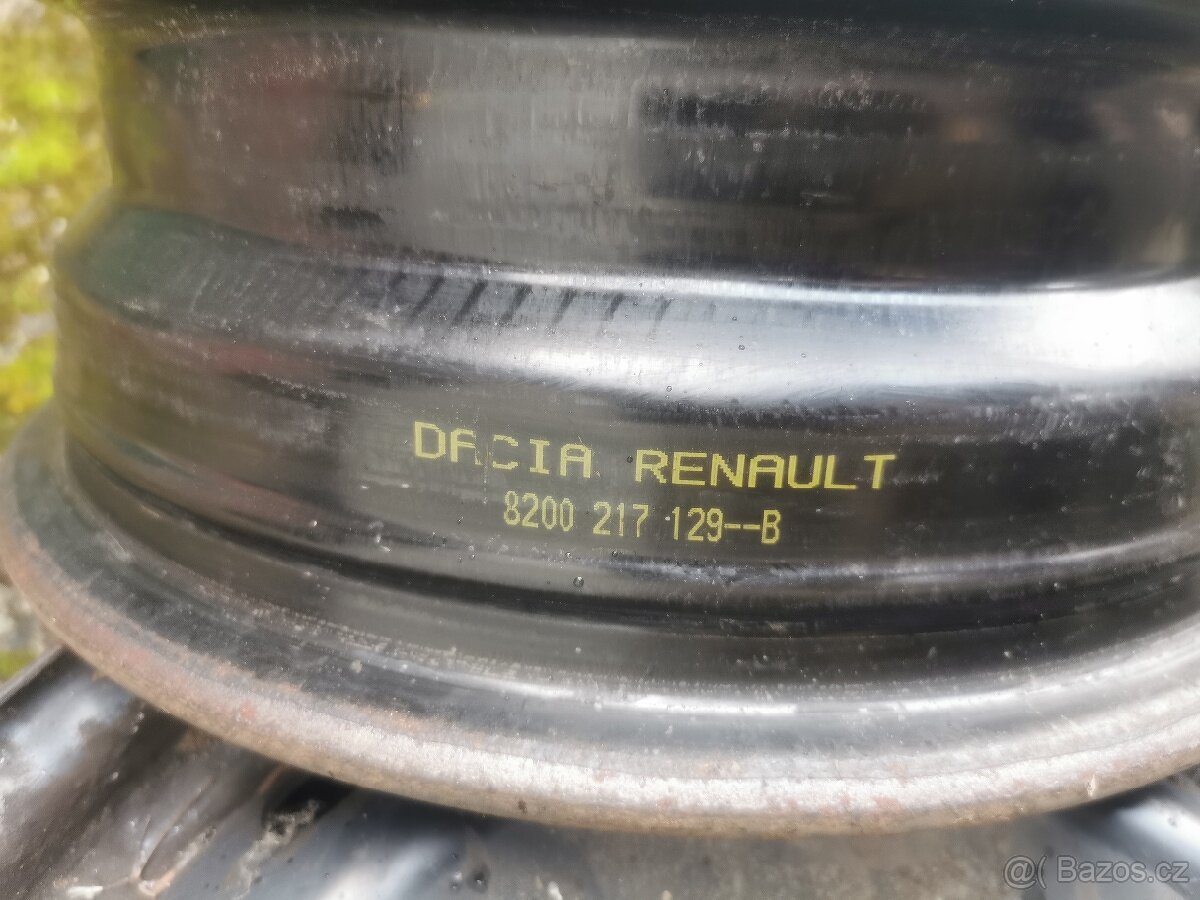 DACIA RENAULT
8200 217 129--B
@( Bazos.cz